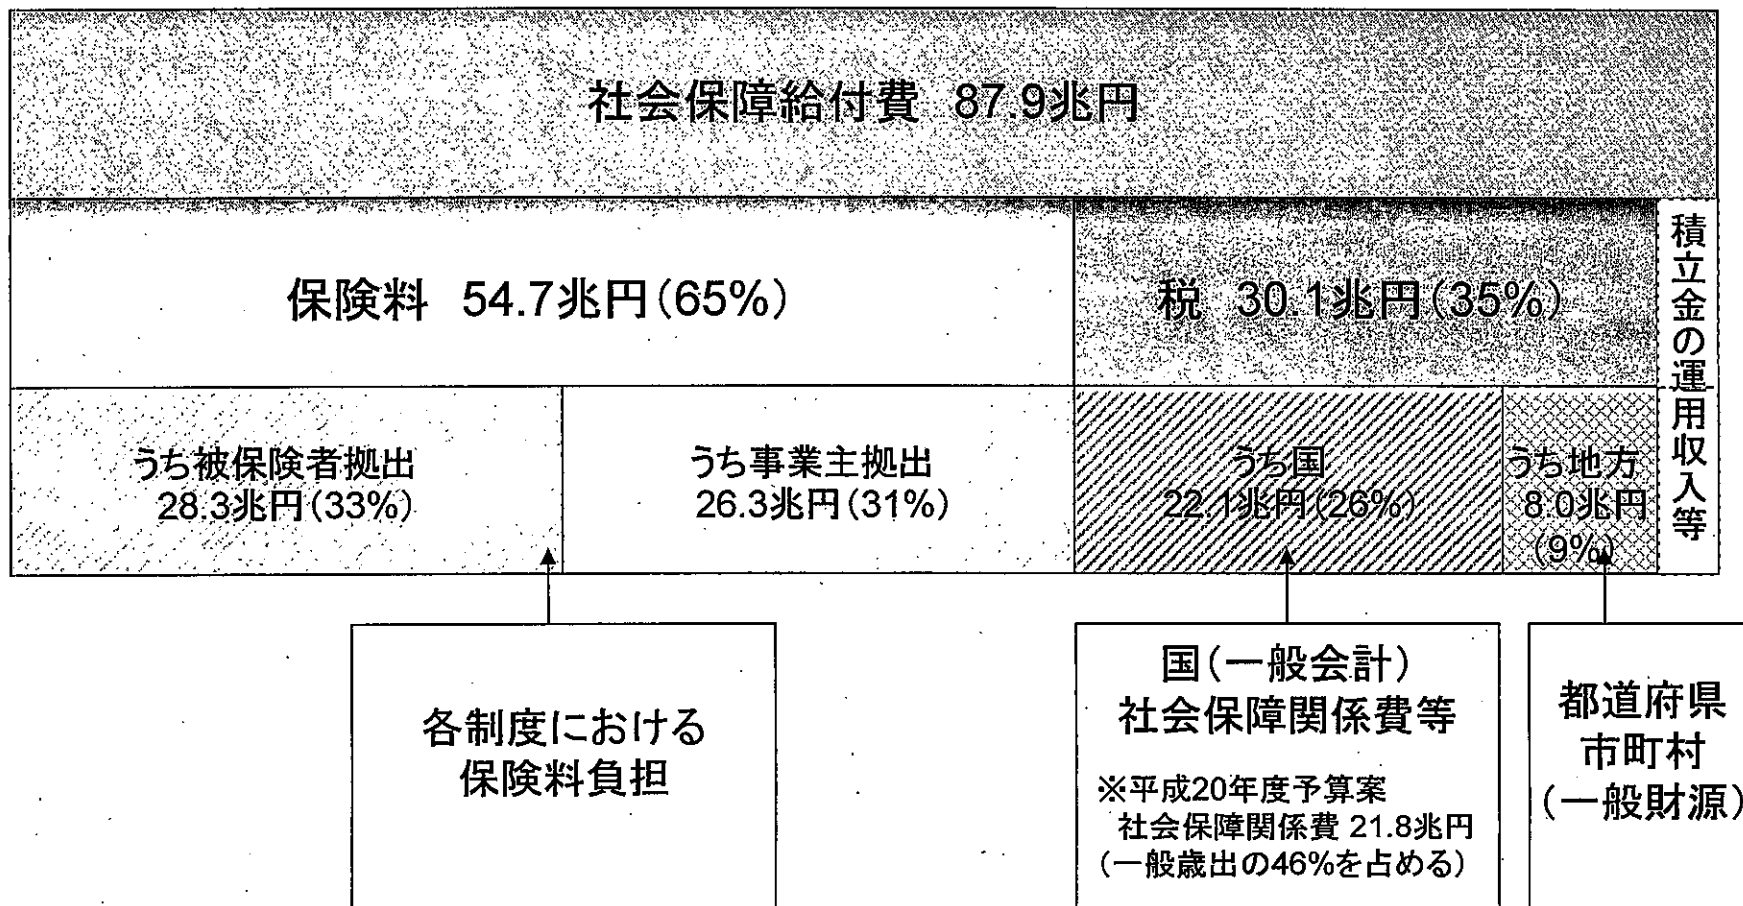 社会保障給付費 87.9兆円
保険料 54.7兆円(65%)
税 30.1兆円(35%)
積立金の運用収入等
うち被保険者拠出
28.3兆円(33%)
うち事業主拠出
26.3兆円(31%)
うち国
22.1兆円(26%)
うち地方
8.0兆円
(9%)
各制度における
保険料負担
国(一般会計)
社会保障関係費等
※平成20年度予算案
社会保障関係費 21.8兆円
(一般歳出の46%を占める)
都道府県
市町村
(一般財源)